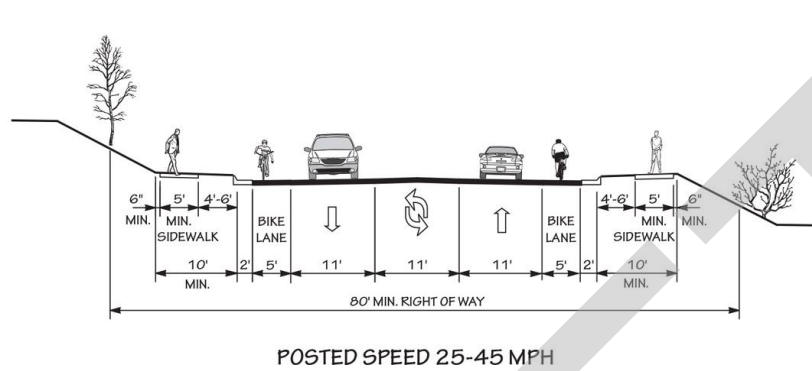 6" 5' 4'-6' 4'-6' 5' 6"
MIN. MIN. BIKE BIKE MIN. MIN.
SIDEWALK LANE LANE SIDEWALK
10' 2' 5' 11' 11' 11' 5' 2' 10'
MIN. MIN.
80' MIN. RIGHT OF WAY
POSTED SPEED 25-45 MPH